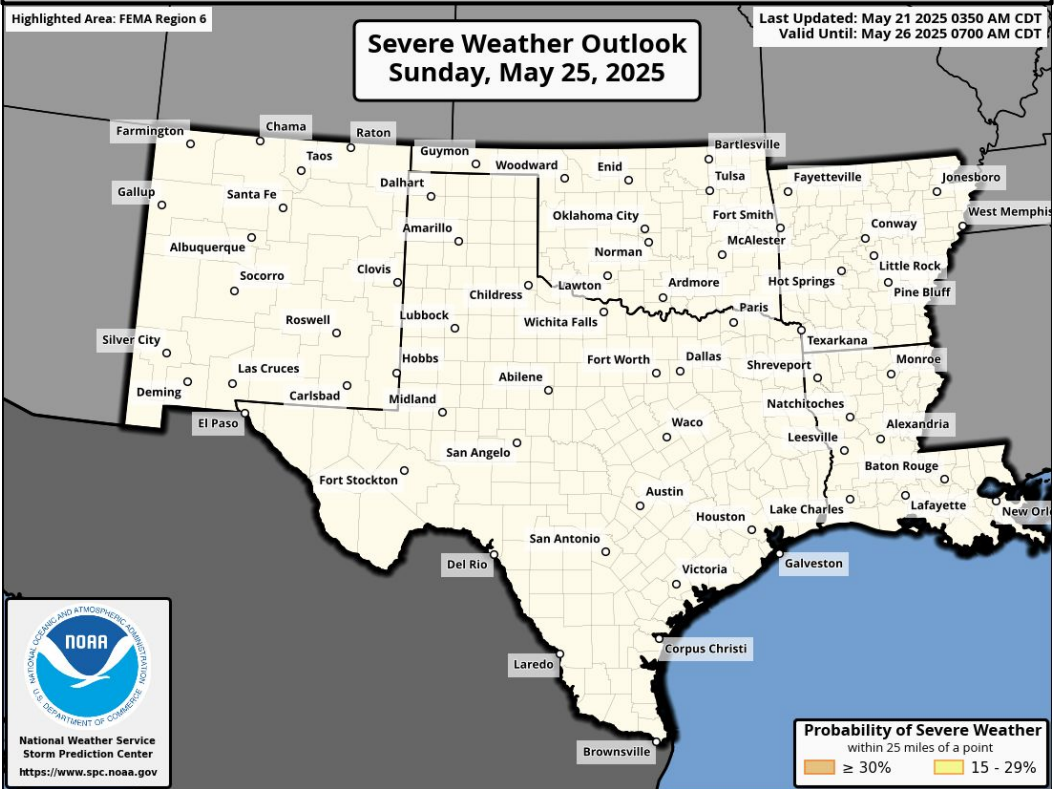 Highlighted Area: FEMA Region 6
Severe Weather Outlook
Sunday, May 25, 2025
Last Updated: May 21 2025 0350 AM CDT
Valid Until: May 26 2025 0700 AM CDT
Farmington
Chama
Raton
Taos
Guymon
Woodward
Enid
Bartlesville
Tulsa
Fayetteville
Jonesboro
Gallup
Santa Fe
Dalhart
Oklahoma City
Fort Smith
West Memphis
Amarillo
Conway
Albuquerque
Norman
McAlester
Socorro
Clovis
Little Rock
Childress
Lawton
Ardmore
Hot Springs
Pine Bluff
Roswell
Lubbock
Wichita Falls
Paris
Silver City
Texarkana
Hobbs
Fort Worth
Dallas
Shreveport
Monroe
Las Cruces
Abilene
Deming
Carlsbad
Midland
Natchitoches
El Paso
Waco
Leesville
Alexandria
San Angelo
Baton Rouge
Fort Stockton
Austin
Houston
Lake Charles
Lafayette
New Orl
San Antonio
Del Rio
Victoria
Galveston
Laredo
Corpus Christi
Brownsville
NATIONAL OCEANIC AND ATMOSPHERIC ADMINISTRATION
NOAA
U.S. DEPARTMENT OF COMMERCE
National Weather Service
Storm Prediction Center
https://www.spc.noaa.gov
Probability of Severe Weather
within 25 miles of a point
≥ 30%
15 - 29%